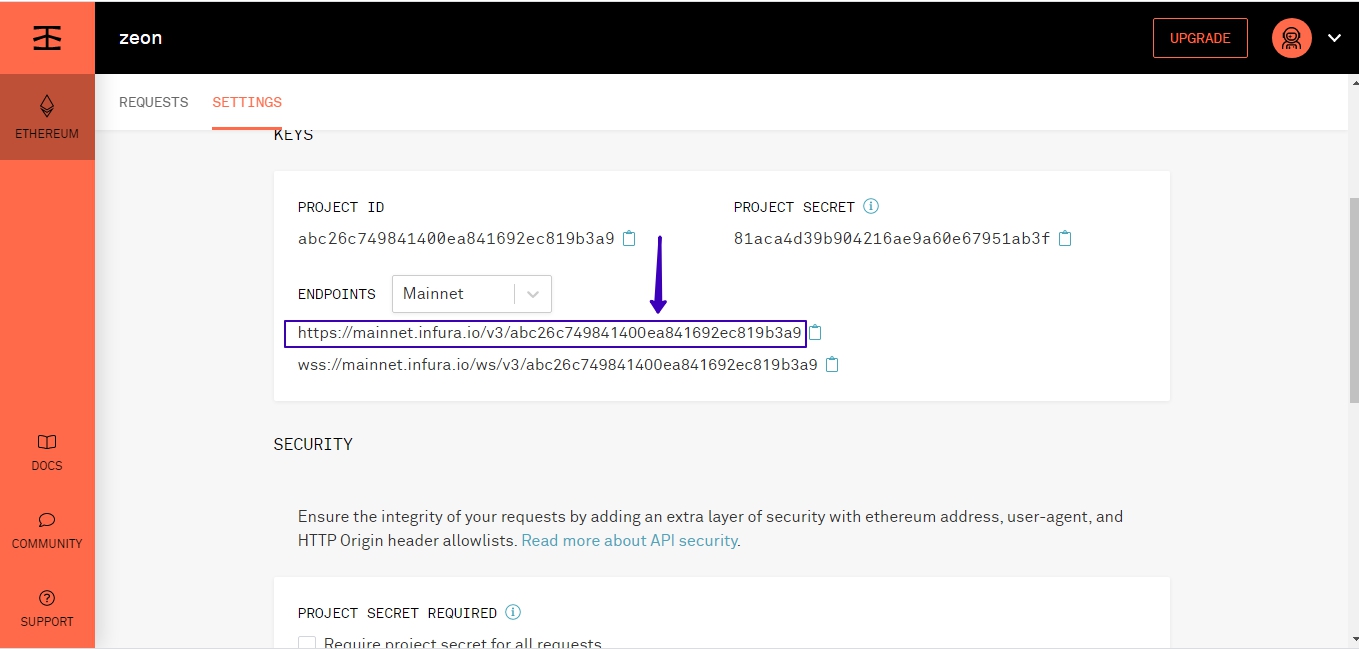 zeon
UPGRADE
ETHEREUM
REQUESTS
SETTINGS
KEYS
PROJECT ID
PROJECT SECRET
abc26c749841400ea841692ec819b3a9
81aca4d39b904216ae9a60e67951ab3f
ENDPOINTS
Mainnet
https://mainnet.infura.io/v3/abc26c749841400ea841692ec819b3a9
wss://mainnet.infura.io/ws/v3/abc26c749841400ea841692ec819b3a9
SECURITY
DOCS
Ensure the integrity of your requests by adding an extra layer of security with ethereum address, user-agent, and
HTTP Origin header allowlists. Read more about API security.
COMMUNITY
PROJECT SECRET REQUIRED
SUPPORT
Require project secret for all requests